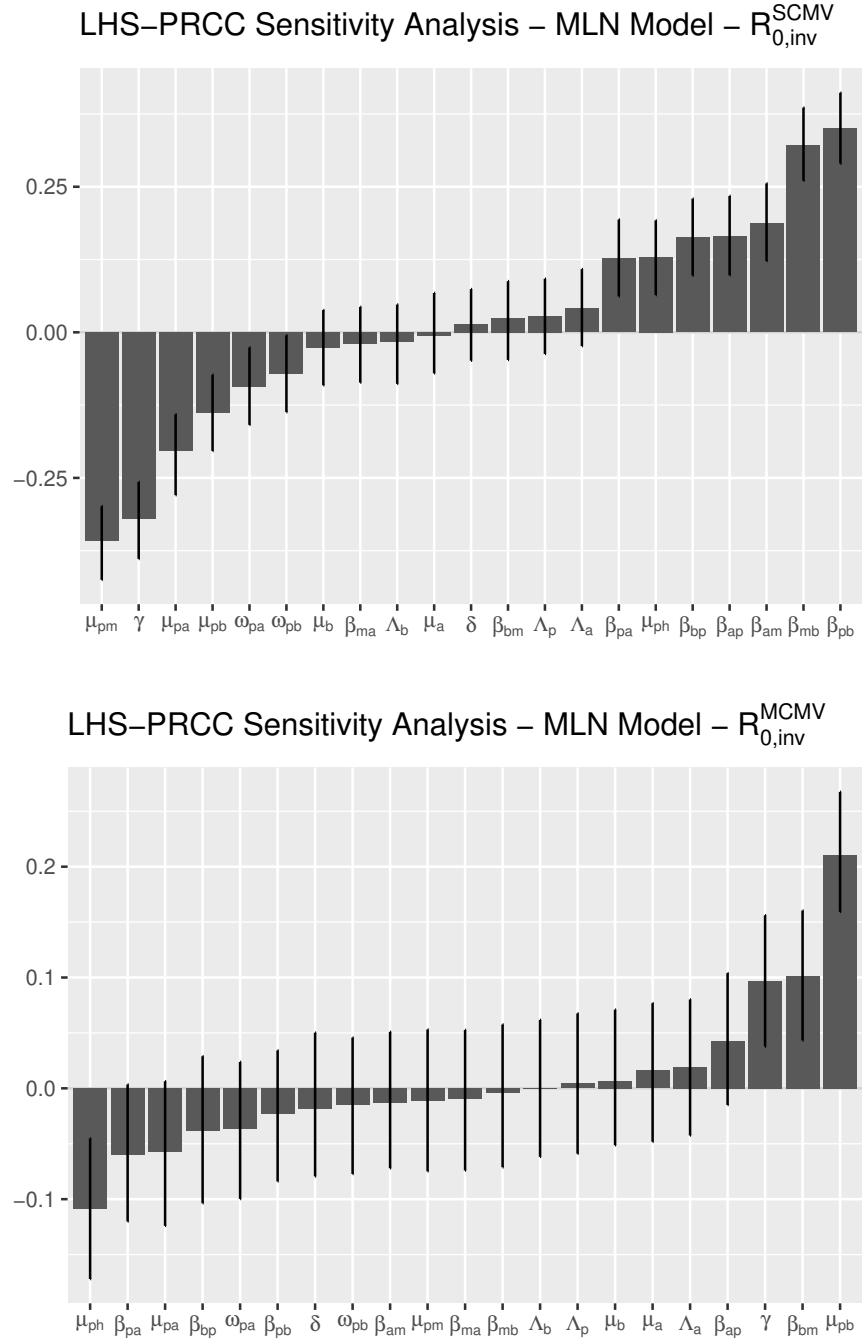 LHS−PRCC Sensitivity Analysis − MLN Model − R₀,inv^SCMV
0.25
0.00
−0.25
μpm γ μpa μpb ωpa ωpb μb βma Λb μa δ βbm Λp Λa βpa μph βbp βap βam βmb βpb
LHS−PRCC Sensitivity Analysis − MLN Model − R₀,inv^MCMV
0.2
0.1
0.0
−0.1
μph βpa μpa βbp ωpa βpb δ ωpb βam μpm βma βmb Λb Λp μb μa Λa βap γ βbm μpb